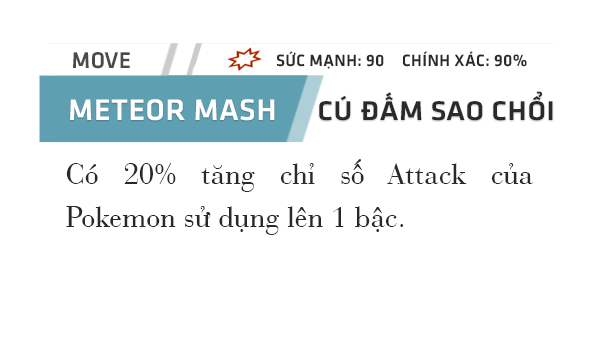 MOVE SỨC MẠNH: 90 CHÍNH XÁC: 90%
METEOR MASH CÚ ĐẤM SAO CHỔI
Có 20% tăng chỉ số Attack của
Pokemon sử dụng lên 1 bậc.